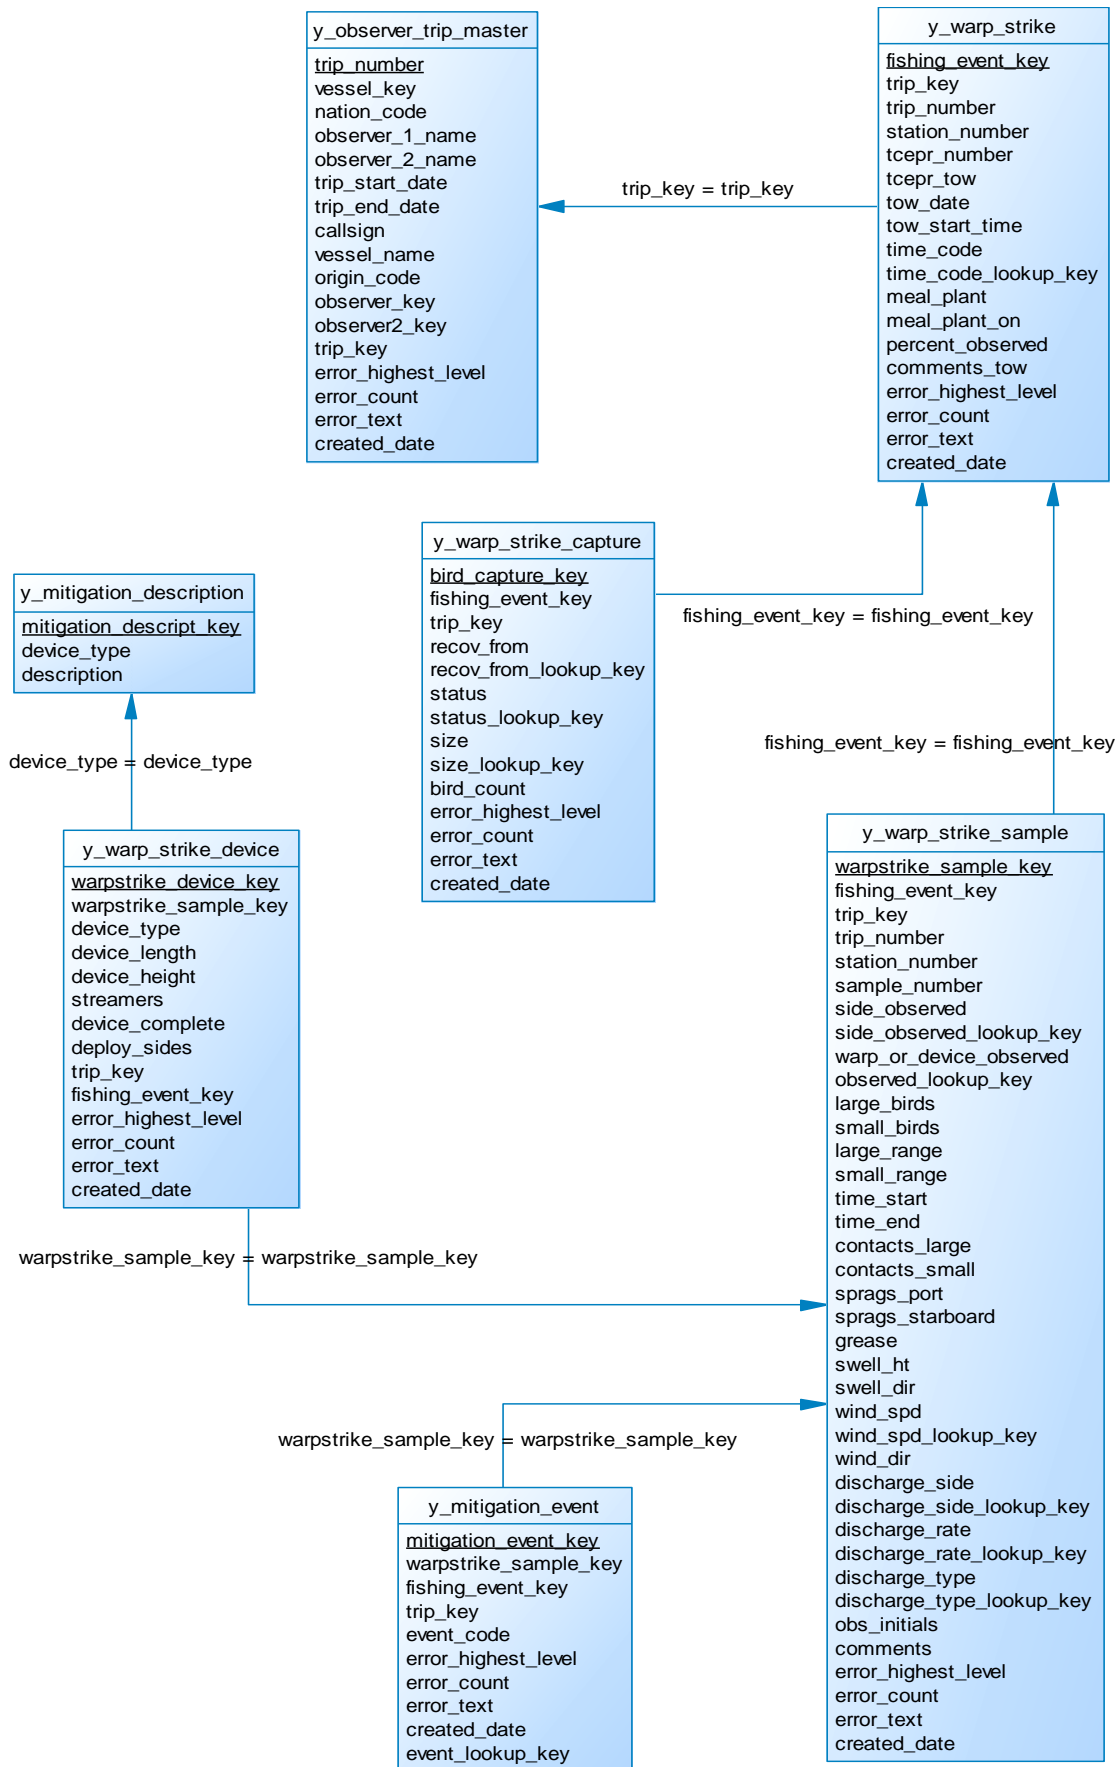 y_observer_trip_master
trip_number
vessel_key
nation_code
observer_1_name
observer_2_name
trip_start_date
trip_end_date
callsign
vessel_name
origin_code
observer_key
observer2_key
trip_key
error_highest_level
error_count
error_text
created_date
trip_key = trip_key
y_warp_strike
fishing_event_key
trip_key
trip_number
station_number
tcepr_number
tcepr_tow
tow_date
tow_start_time
time_code
time_code_lookup_key
meal_plant
meal_plant_on
percent_observed
comments_tow
error_highest_level
error_count
error_text
created_date
y_warp_strike_capture
bird_capture_key
fishing_event_key
trip_key
recov_from
recov_from_lookup_key
status
status_lookup_key
size
size_lookup_key
bird_count
error_highest_level
error_count
error_text
created_date
fishing_event_key = fishing_event_key
y_mitigation_description
mitigation_descript_key
device_type
description
device_type = device_type
fishing_event_key = fishing_event_key
y_warp_strike_device
warpstrike_device_key
warpstrike_sample_key
device_type
device_length
device_height
streamers
device_complete
deploy_sides
trip_key
fishing_event_key
error_highest_level
error_count
error_text
created_date
warpstrike_sample_key = warpstrike_sample_key
y_warp_strike_sample
warpstrike_sample_key
fishing_event_key
trip_key
trip_number
station_number
sample_number
side_observed
side_observed_lookup_key
warp_or_device_observed
observed_lookup_key
large_birds
small_birds
large_range
small_range
time_start
time_end
contacts_large
contacts_small
sprags_port
sprags_starboard
grease
swell_ht
swell_dir
wind_spd
wind_spd_lookup_key
wind_dir
discharge_side
discharge_side_lookup_key
discharge_rate
discharge_rate_lookup_key
discharge_type
discharge_type_lookup_key
obs_initials
comments
error_highest_level
error_count
error_text
created_date
warpstrike_sample_key = warpstrike_sample_key
y_mitigation_event
mitigation_event_key
warpstrike_sample_key
fishing_event_key
trip_key
event_code
error_highest_level
error_count
error_text
created_date
event_lookup_key